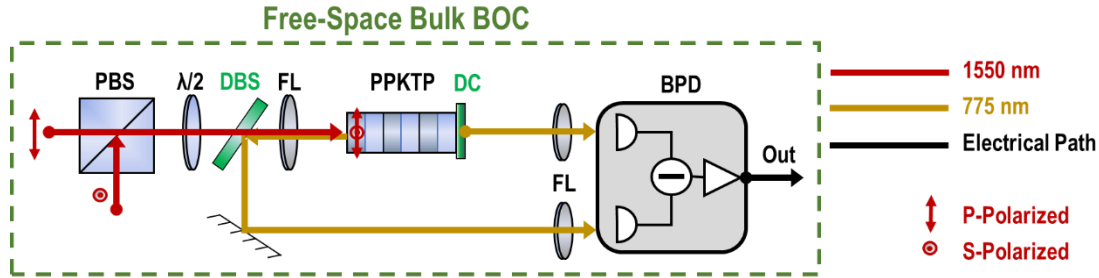 Free-Space Bulk BOC
PBS
λ/2
DBS
FL
PPKTP
DC
BPD
FL
Out
1550 nm
775 nm
Electrical Path
P-Polarized
S-Polarized